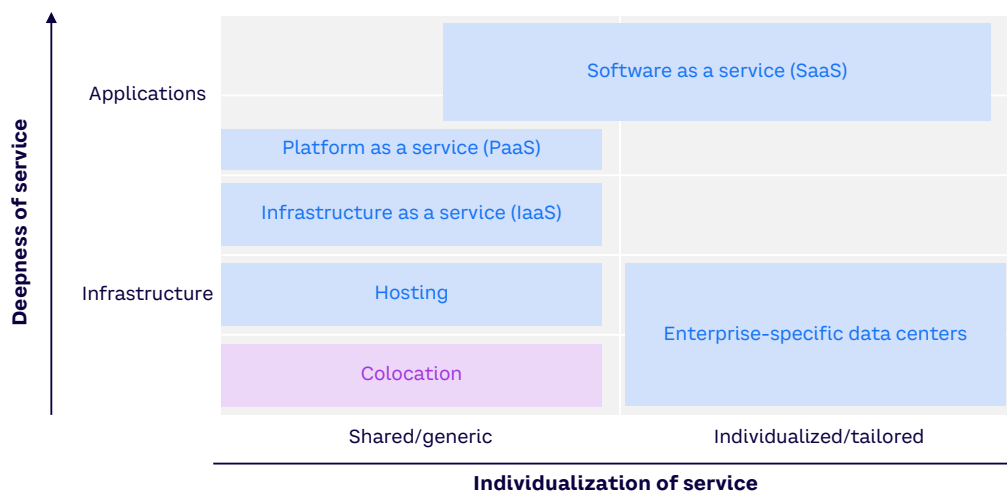 Deepness of service
Applications
Infrastructure
Software as a service (SaaS)
Platform as a service (PaaS)
Infrastructure as a service (IaaS)
Hosting
Enterprise-specific data centers
Colocation
Shared/generic
Individualized/tailored
Individualization of service